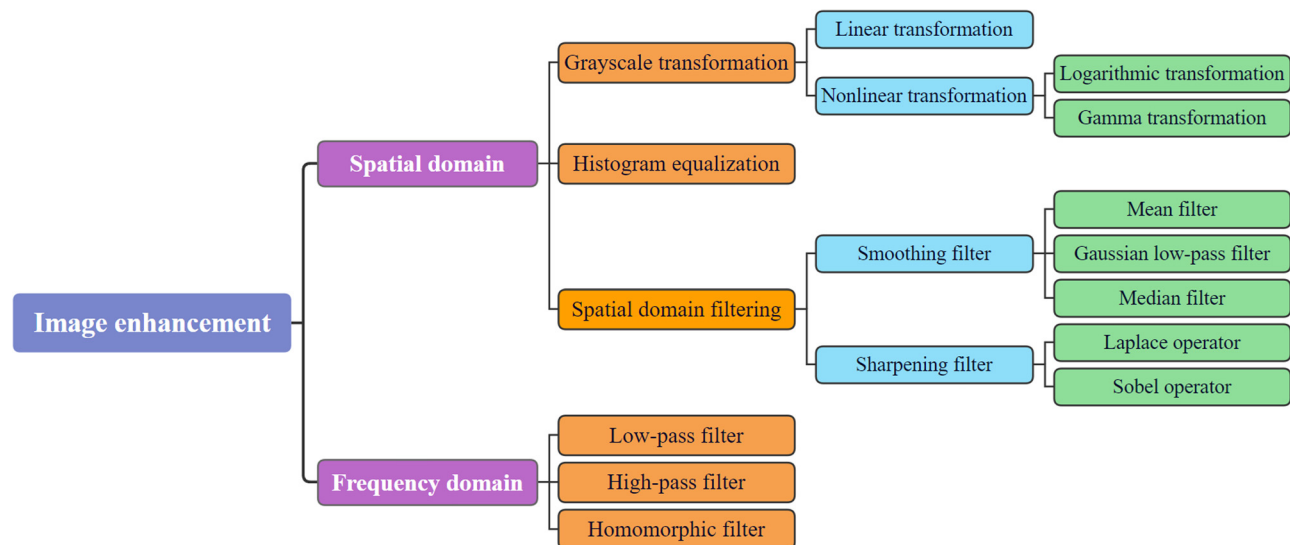 Image enhancement
Spatial domain
Grayscale transformation
Linear transformation
Nonlinear transformation
Logarithmic transformation
Gamma transformation
Histogram equalization
Spatial domain filtering
Smoothing filter
Mean filter
Gaussian low-pass filter
Median filter
Sharpening filter
Laplace operator
Sobel operator
Frequency domain
Low-pass filter
High-pass filter
Homomorphic filter